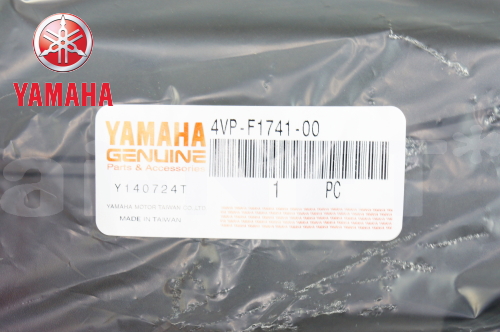 YAMAHA
YAMAHA
GENUINE
Parts & Accessories
4VP-F1741-00
Y140724T
1 PC
YAMAHA MOTOR TAIWAN CO.,LTD.
MADE IN TAIWAN